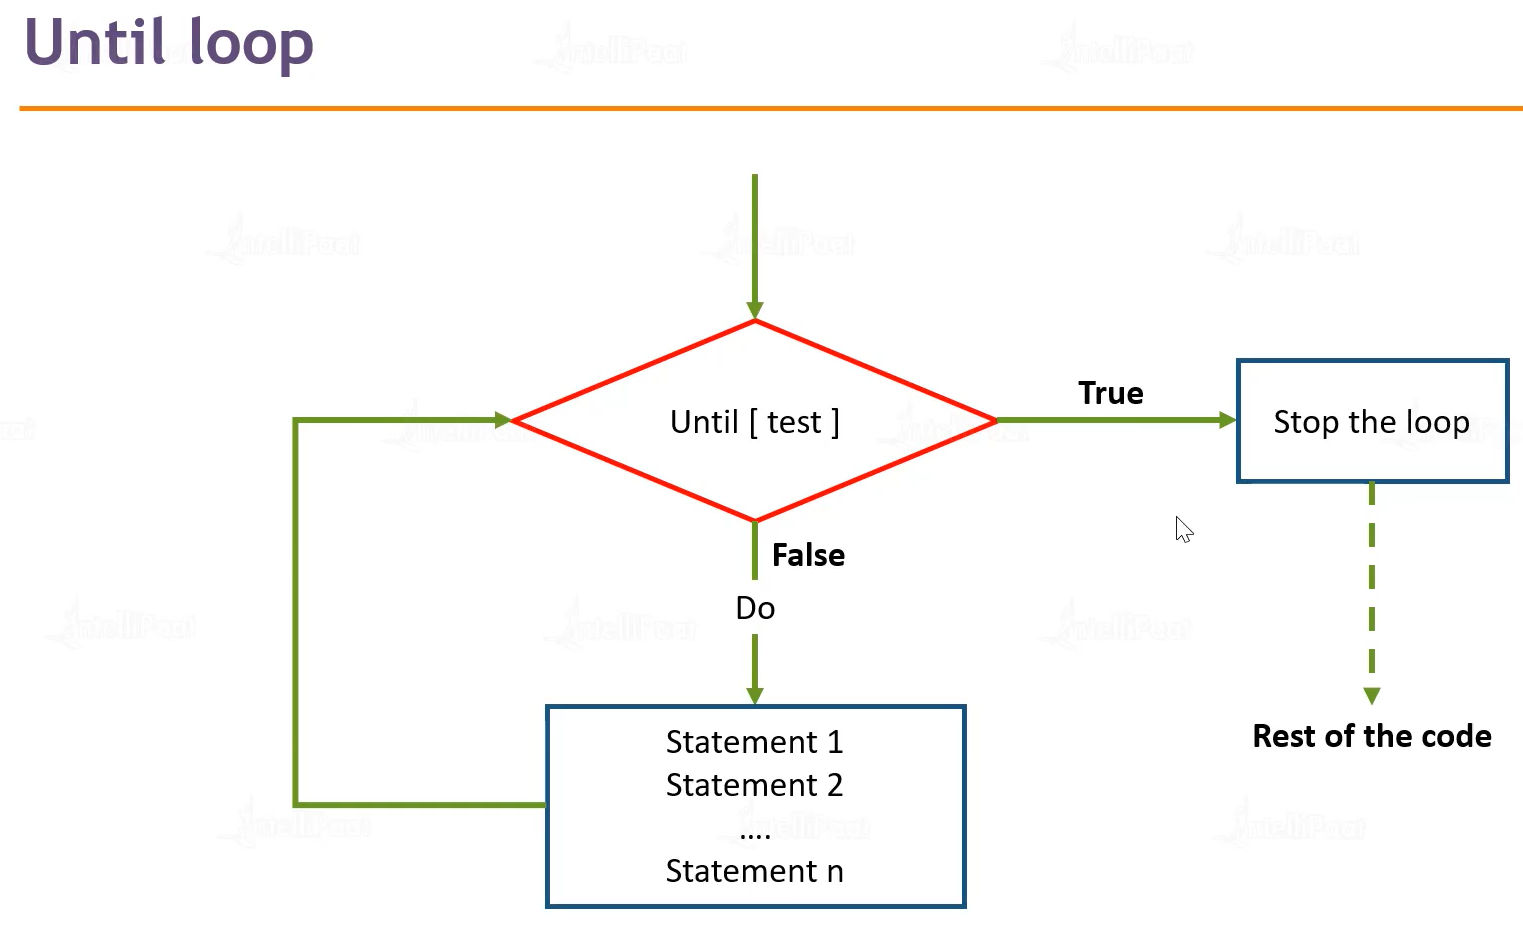 Until loop
Until [ test ]
True
Stop the loop
False
Do
Statement 1
Statement 2
....
Statement n
Rest of the code